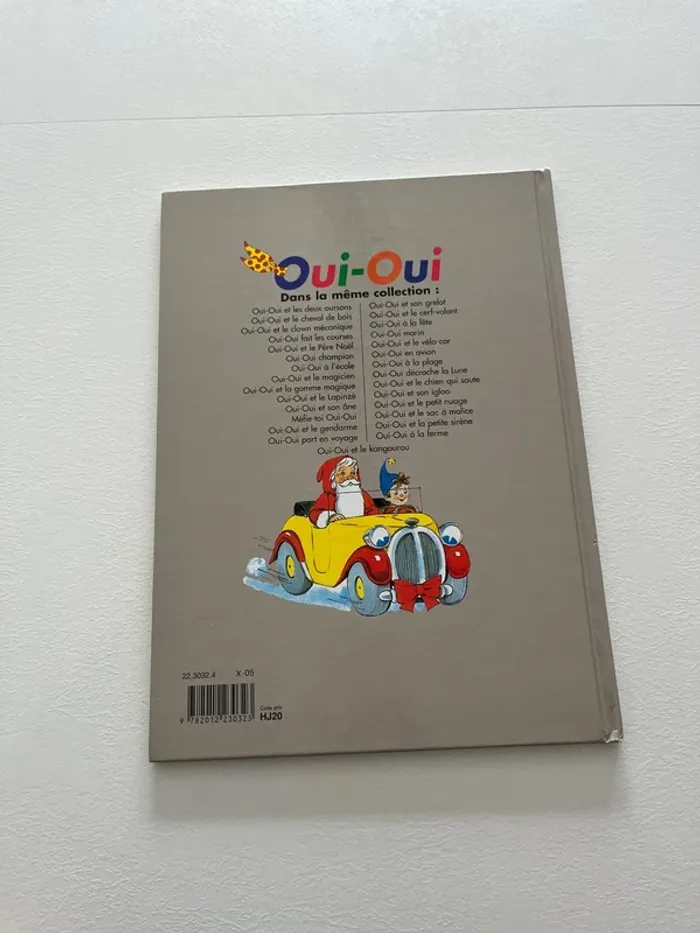 Oui-Oui
Dans la même collection :
Oui-Oui et les deux oursons
Oui-Oui et le cheval de bois
Oui-Oui et le clown mécanique
Oui-Oui fait les courses
Oui-Oui et le Père Noël
Oui-Oui champion
Oui-Oui à l'école
Oui-Oui et le magicien
Oui-Oui et la gomme magique
Oui-Oui et le Lapinzé
Oui-Oui et son âne
Méfie-toi Oui-Oui
Oui-Oui et le gendarme
Oui-Oui part en voyage
Oui-Oui et son grelot
Oui-Oui et le cerf-volant
Oui-Oui à la fête
Oui-Oui marin
Oui-Oui et le vélo-car
Oui-Oui en avion
Oui-Oui à la plage
Oui-Oui décroche la Lune
Oui-Oui et le chien qui saute
Oui-Oui et son igloo
Oui-Oui et le petit nuage
Oui-Oui et le sac à malice
Oui-Oui et la petite sirène
Oui-Oui à la ferme
Oui-Oui et le kangourou
22.3032.4 X-05
9 782012 230323
Code prix
HJ20